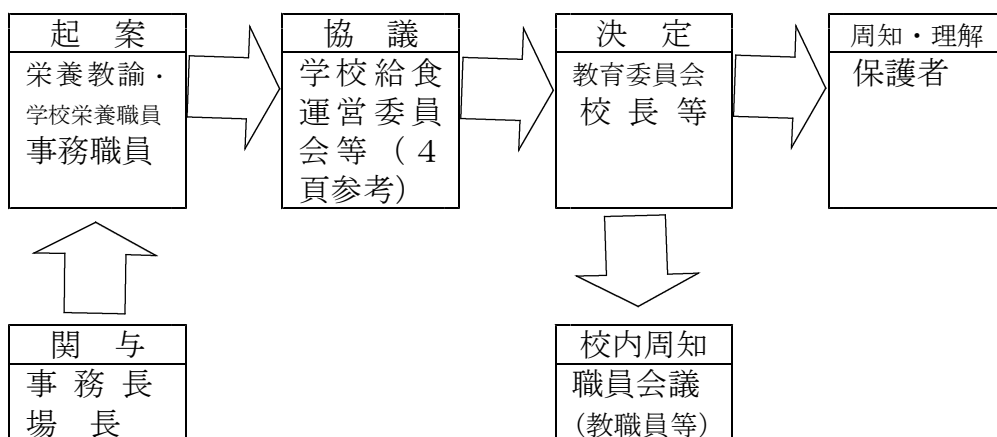 起　案
栄養教諭・
学校栄養職員
事務職員
協　議
学校給食
運営委員
会等（４
頁参考）
決　定
教育委員会
校長等
周知・理解
保護者
関　与
事務長
場　長
校内周知
職員会議
（教職員等）